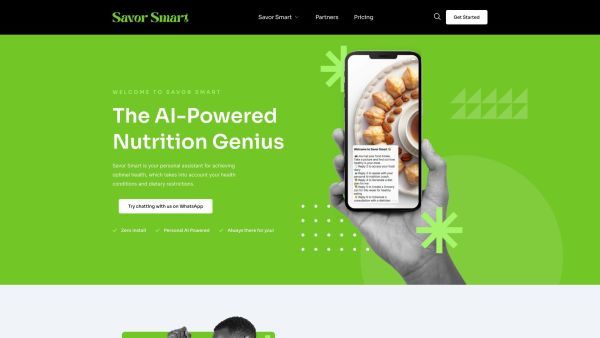 Savor Smart
Savor Smart
Partners
Pricing
Get Started
WELCOME TO SAVOR SMART
The AI-Powered
Nutrition Genius
Savor Smart is your personal assistant for achieving
optimal health, which takes into account your health
conditions and dietary restrictions.
Try chatting with us on WhatsApp
Zero Install
Personal AI Powered
Always there for you!
Welcome to Savor Smart